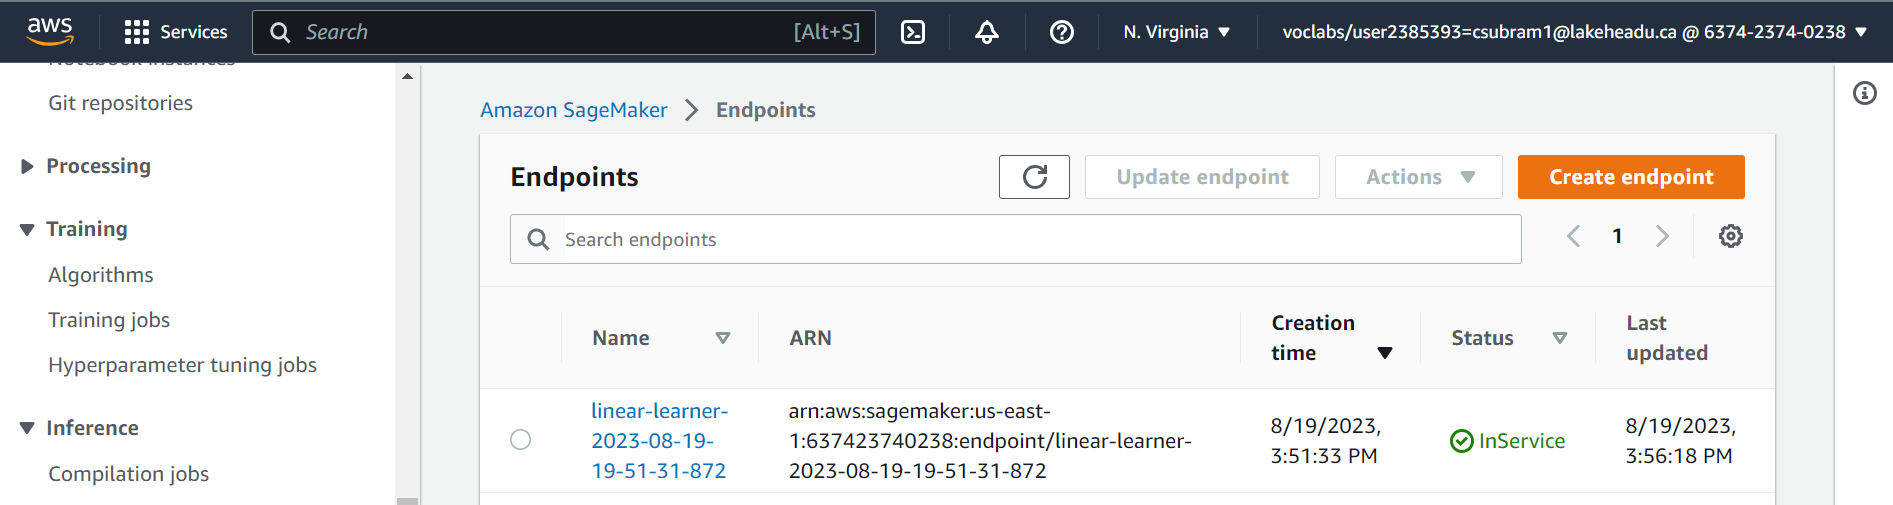 aws
Services
Search
[Alt+S]
N. Virginia
voclabs/user2385393=csubram1@lakeheadu.ca @ 6374-2374-0238
Notebook instances
Git repositories
Processing
Training
Algorithms
Training jobs
Hyperparameter tuning jobs
Inference
Compilation jobs
Amazon SageMaker
Endpoints
Endpoints
Update endpoint
Actions
Create endpoint
Search endpoints
1
Name
ARN
Creation
time
Status
Last
updated
linear-learner-
2023-08-19-
19-51-31-872
arn:aws:sagemaker:us-east-
1:637423740238:endpoint/linear-learner-
2023-08-19-19-51-31-872
8/19/2023,
3:51:33 PM
InService
8/19/2023,
3:56:18 PM